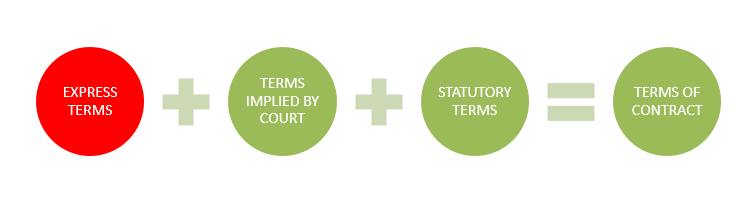 EXPRESS
TERMS
TERMS
IMPLIED BY
COURT
STATUTORY
TERMS
TERMS OF
CONTRACT